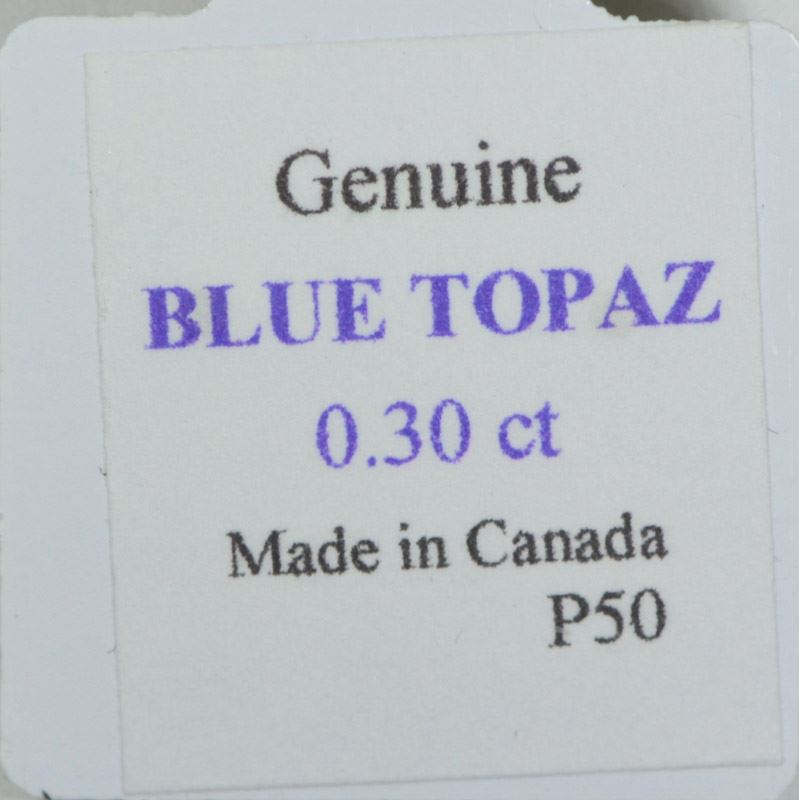 Genuine
BLUE TOPAZ
0.30 ct
Made in Canada
P50